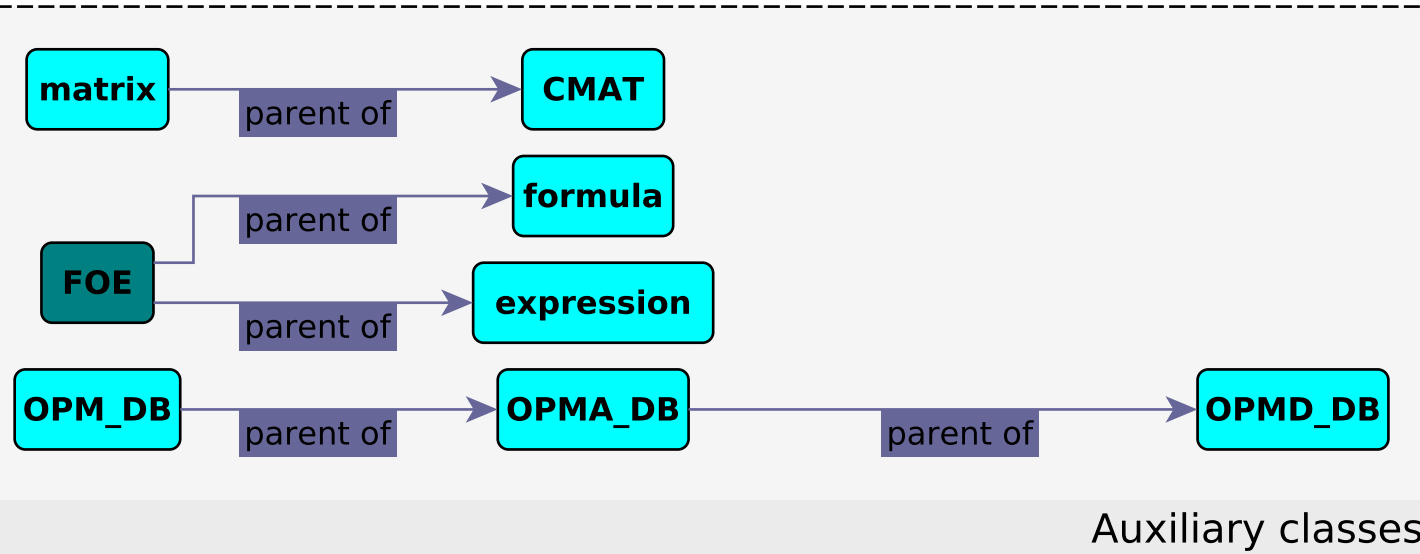 matrix
parent of
CMAT
parent of
formula
FOE
parent of
expression
OPM_DB
parent of
OPMA_DB
parent of
OPMD_DB
Auxiliary classes